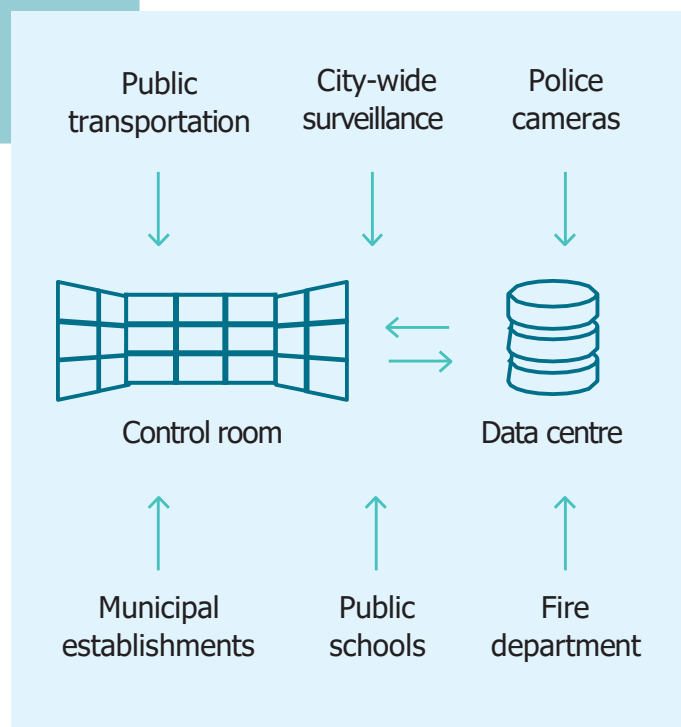 Public
transportation
City-wide
surveillance
Police
cameras
Control room
Data centre
Municipal
establishments
Public
schools
Fire
department